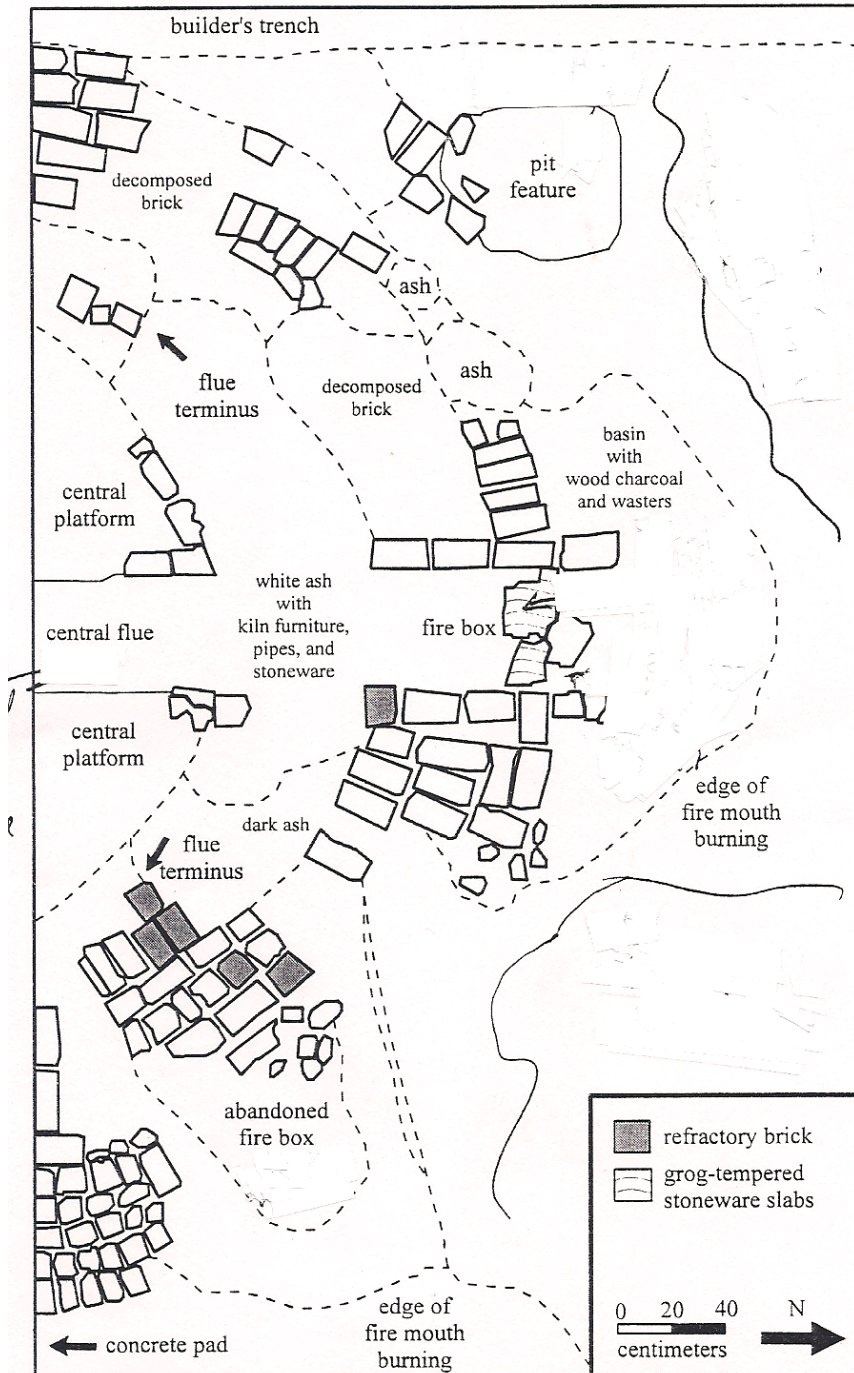 builder's trench
decomposed
brick
pit
feature
ash
flue
terminus
decomposed
brick
ash
basin
with
wood charcoal
and wasters
central
platform
white ash
with
kiln furniture,
pipes, and
stoneware
central flue
fire box
central
platform
edge of
fire mouth
burning
dark ash
flue
terminus
abandoned
fire box
refractory brick
grog-tempered
stoneware slabs
0 20 40
centimeters
N
edge of
fire mouth
burning
concrete pad